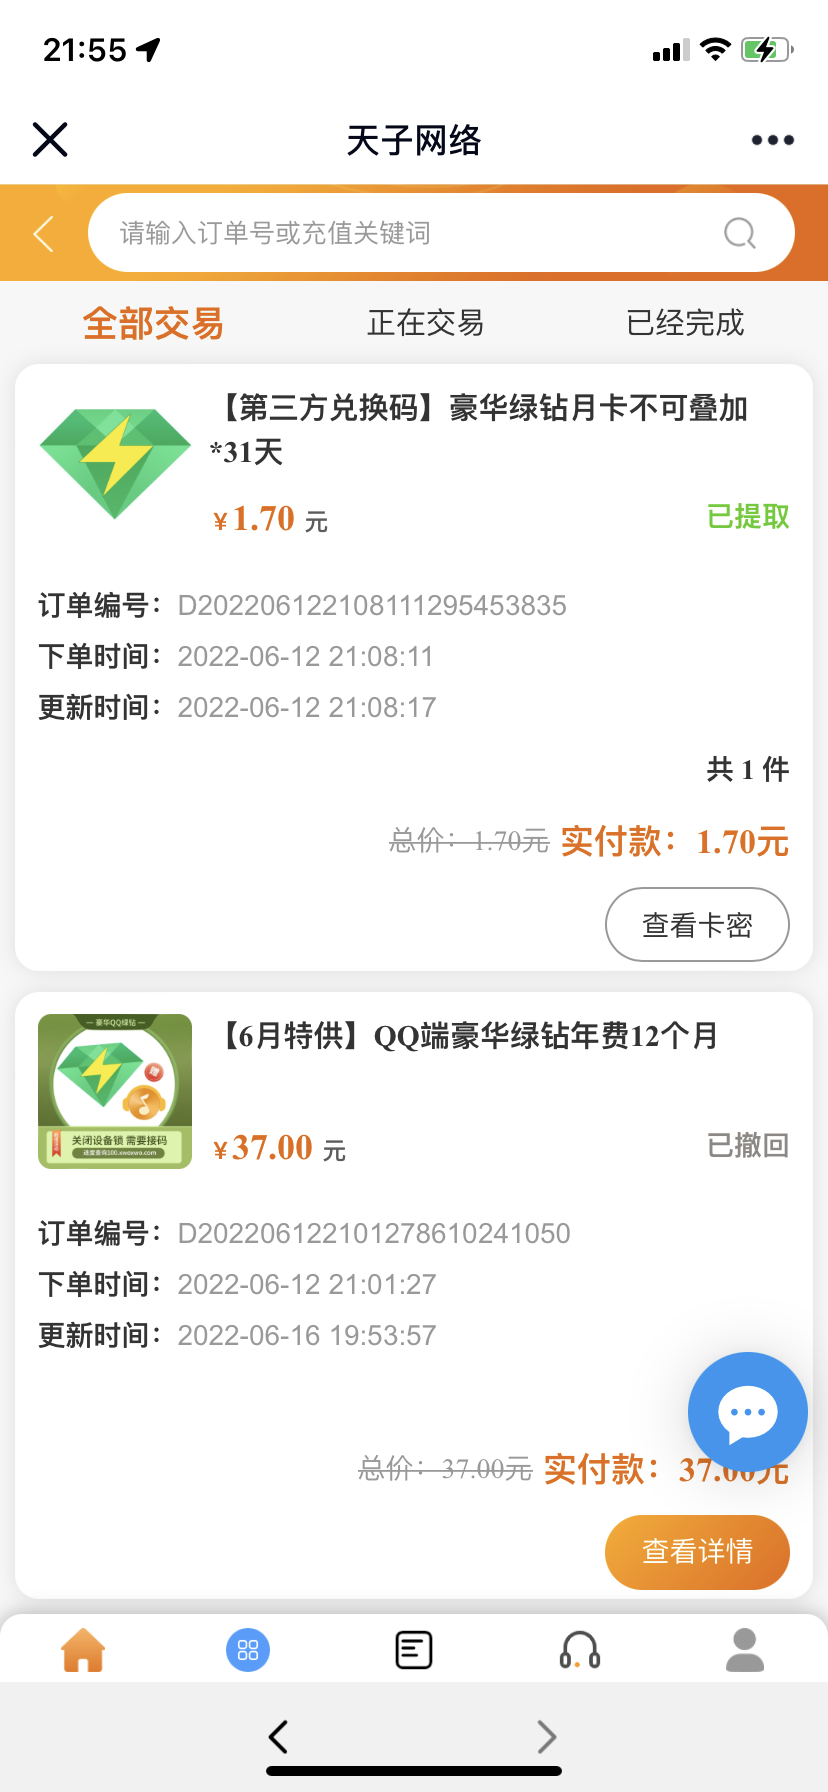 21:55
天子网络
请输入订单号或充值关键词
全部交易
正在交易
已经完成
【第三方兑换码】豪华绿钻月卡不可叠加
*31天
¥1.70 元
已提取
订单编号：D202206122108111295453835
下单时间：2022-06-12 21:08:11
更新时间：2022-06-12 21:08:17
共 1 件
总价：1.70元 实付款：1.70元
查看卡密
豪华QQ绿钻
关闭设备锁 需要接码
【6月特供】QQ端豪华绿钻年费12个月
¥37.00 元
已撤回
订单编号：D202206122101278610241050
下单时间：2022-06-12 21:01:27
更新时间：2022-06-16 19:53:57
总价：37.00元 实付款：37.00元
查看详情